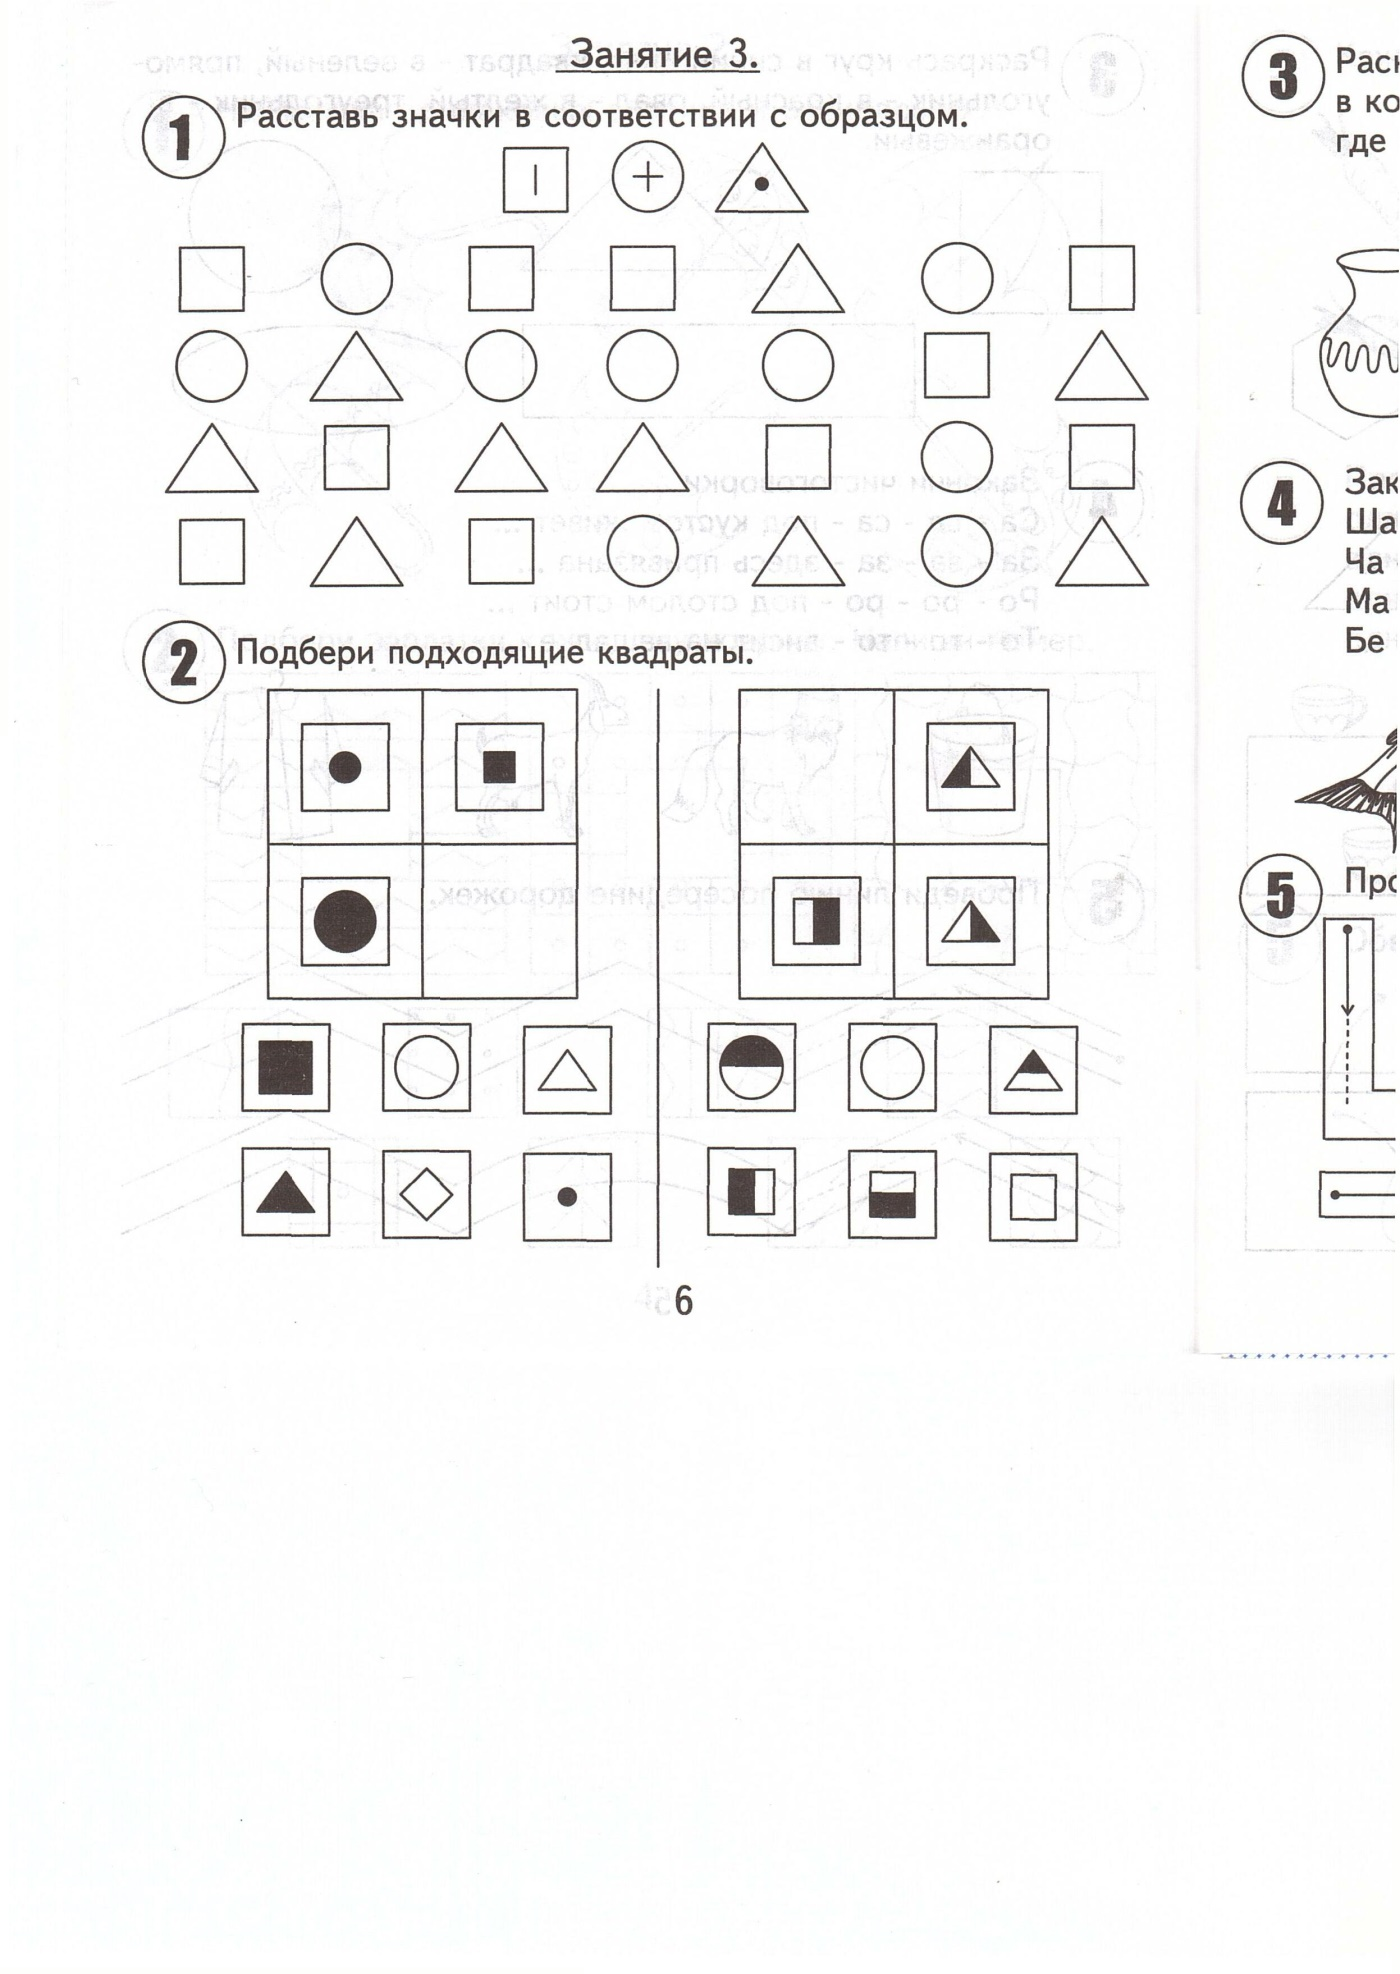 Занятие 3.
1 Расставь значки в соответствии с образцом.
2 Подбери подходящие квадраты.
6
3 Раск
в ко
где
4 Зак
Ша
Ча
Ма
Бе
5 Про